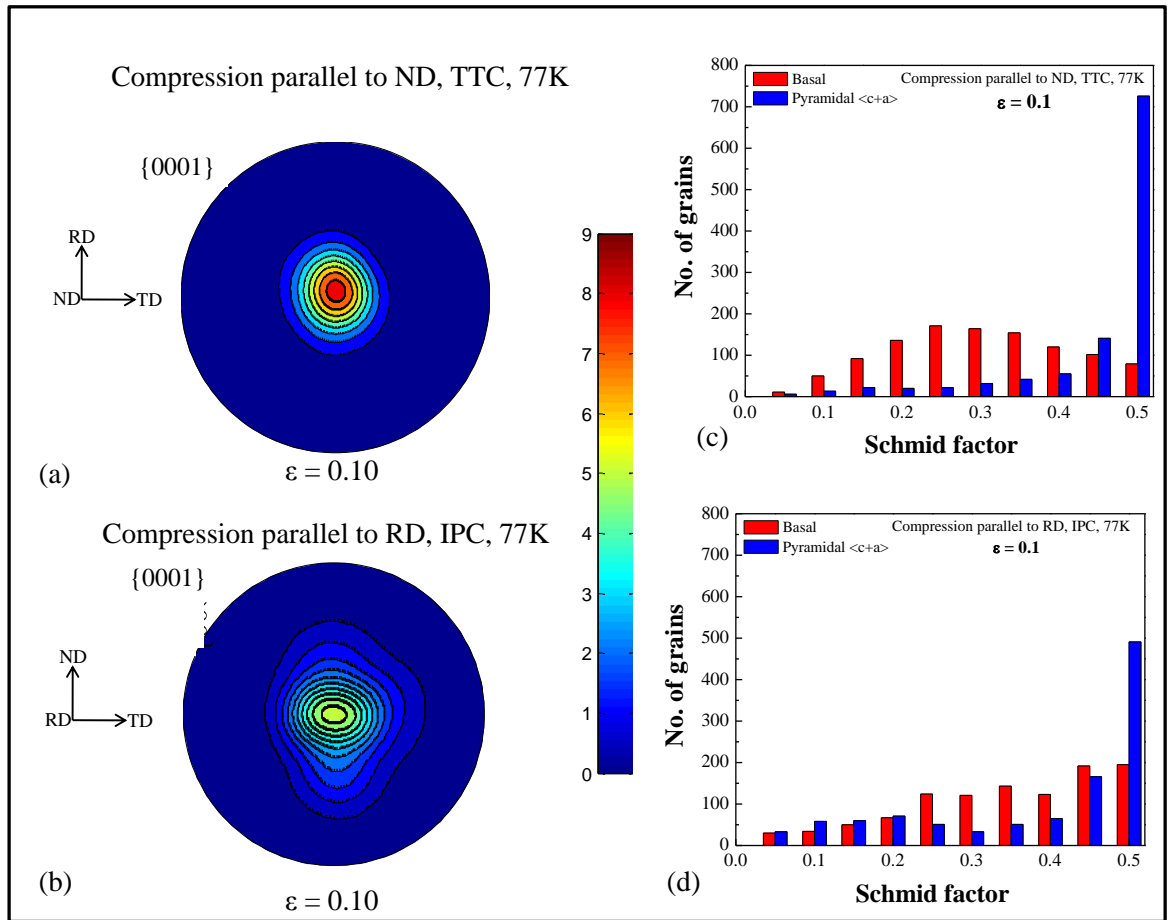 Compression parallel to ND, TTC, 77K
{0001}
RD
ND
TD
(a)
ε = 0.10
Compression parallel to RD, IPC, 77K
{0001}
ND
RD
TD
(b)
ε = 0.10
9
8
7
6
5
4
3
2
1
0
800
700
600
500
400
300
200
100
0
No. of grains
Basal
Pyramidal <c+a>
Compression parallel to ND, TTC, 77K
ε = 0.1
0.0 0.1 0.2 0.3 0.4 0.5
(c)
Schmid factor
800
700
600
500
400
300
200
100
0
No. of grains
Basal
Pyramidal <c+a>
Compression parallel to RD, IPC, 77K
ε = 0.1
0.0 0.1 0.2 0.3 0.4 0.5
(d)
Schmid factor